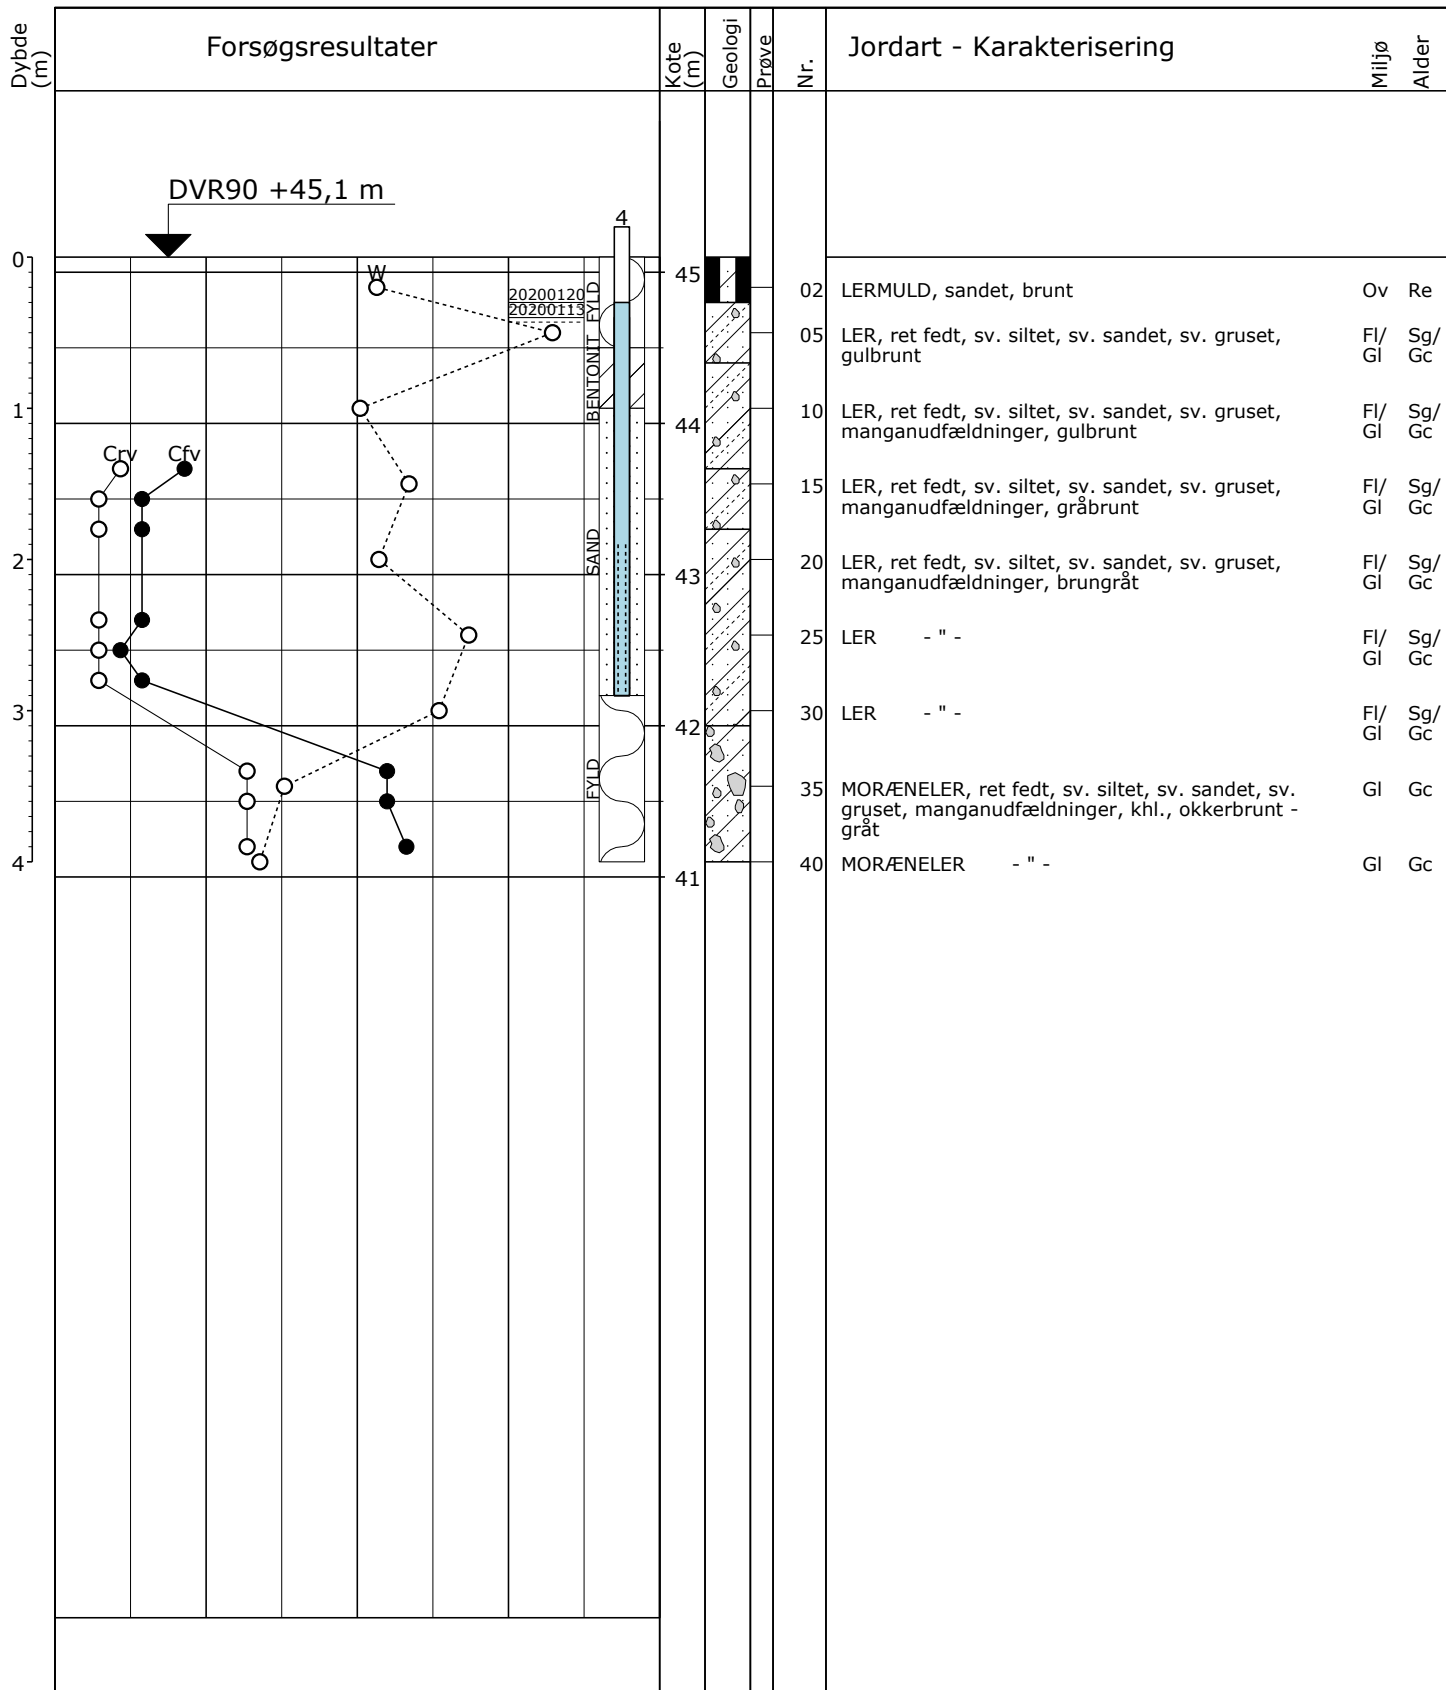 Dybde
(m)
Forsøgsresultater
Kote
(m)
Geologi
Prøve
Nr.
Jordart - Karakterisering
Miljø
Alder
DVR90 +45,1 m
4
0
W
45
20200120
20200113
FYLD
02 LERMULD, sandet, brunt Ov Re
05 LER, ret fedt, sv. siltet, sv. sandet, sv. gruset, Fl/ Sg/
gulbrunt Gl Gc
BENTONIT
1
44
10 LER, ret fedt, sv. siltet, sv. sandet, sv. gruset, Fl/ Sg/
manganudfældninger, gulbrunt Gl Gc
Crv Cfv
15 LER, ret fedt, sv. siltet, sv. sandet, sv. gruset, Fl/ Sg/
manganudfældninger, gråbrunt Gl Gc
SAND
2
43
20 LER, ret fedt, sv. siltet, sv. sandet, sv. gruset, Fl/ Sg/
manganudfældninger, brungråt Gl Gc
25 LER - " - Fl/ Sg/
Gl Gc
3
42
30 LER - " - Fl/ Sg/
Gl Gc
FYLD
35 MORÆNELER, ret fedt, sv. siltet, sv. sandet, sv. Gl Gc
gruset, manganudfældninger, khl., okkerbrunt -
gråt
4
41
40 MORÆNELER - " - Gl Gc